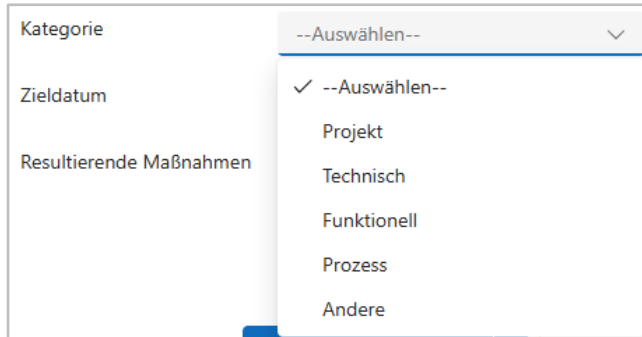 Kategorie
--Auswählen--
Zieldatum
--Auswählen--
Projekt
Resultierende Maßnahmen
Technisch
Funktionell
Prozess
Andere